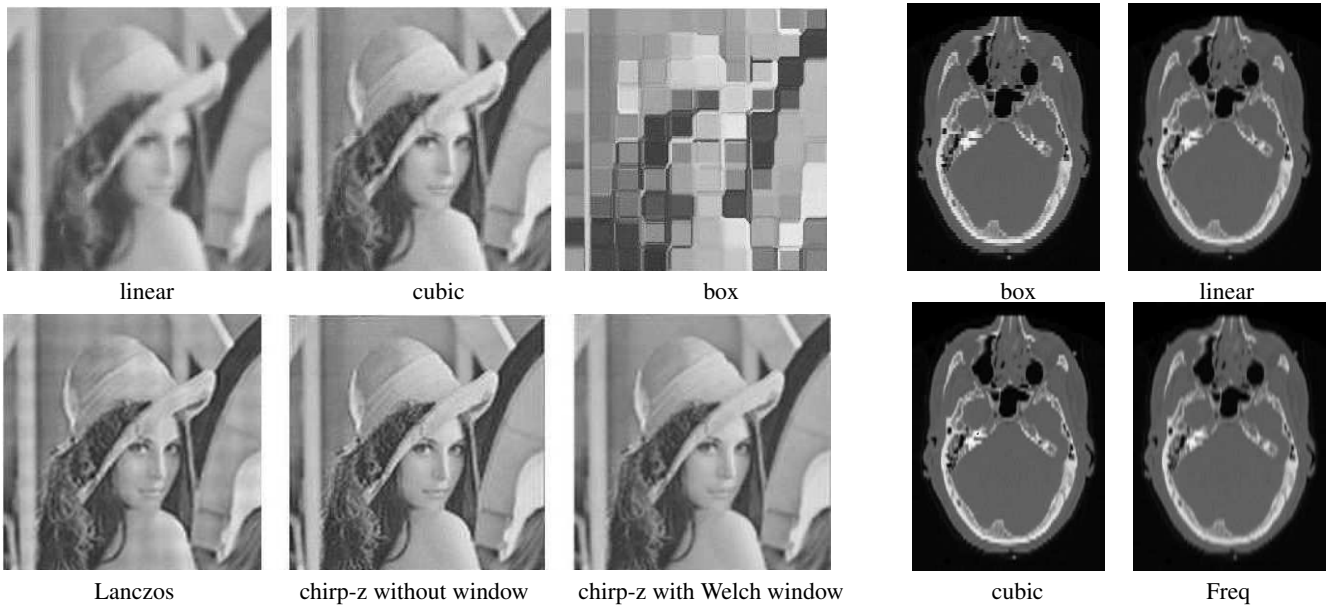 linear
cubic
box
box
linear
Lanczos
chirp-z without window
chirp-z with Welch window
cubic
Freq